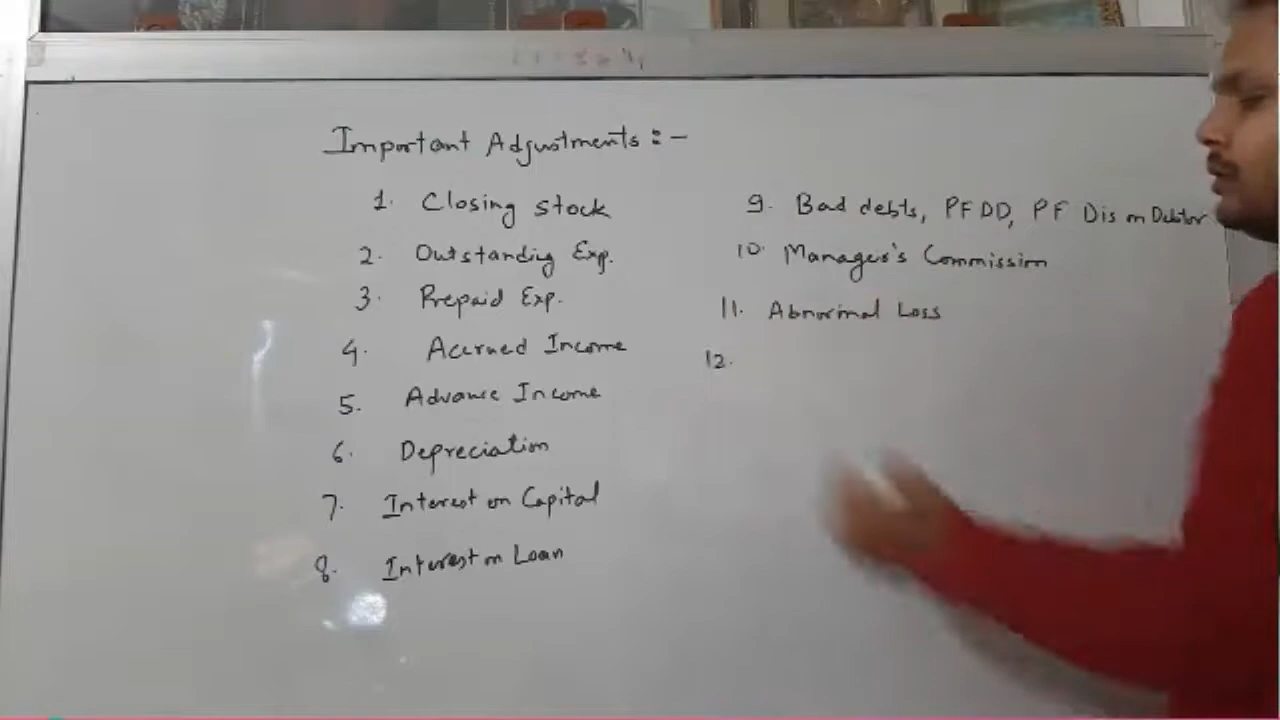 Important Adjustments :-
1. Closing stock
2. Outstanding Exp.
3. Prepaid Exp.
4. Accrued Income
5. Advance Income
6. Depreciation
7. Interest on Capital
8. Interest on Loan
9. Bad debts, PFDD, PF Dis on Debtor
10. Manager's Commission
11. Abnormal Loss
12.